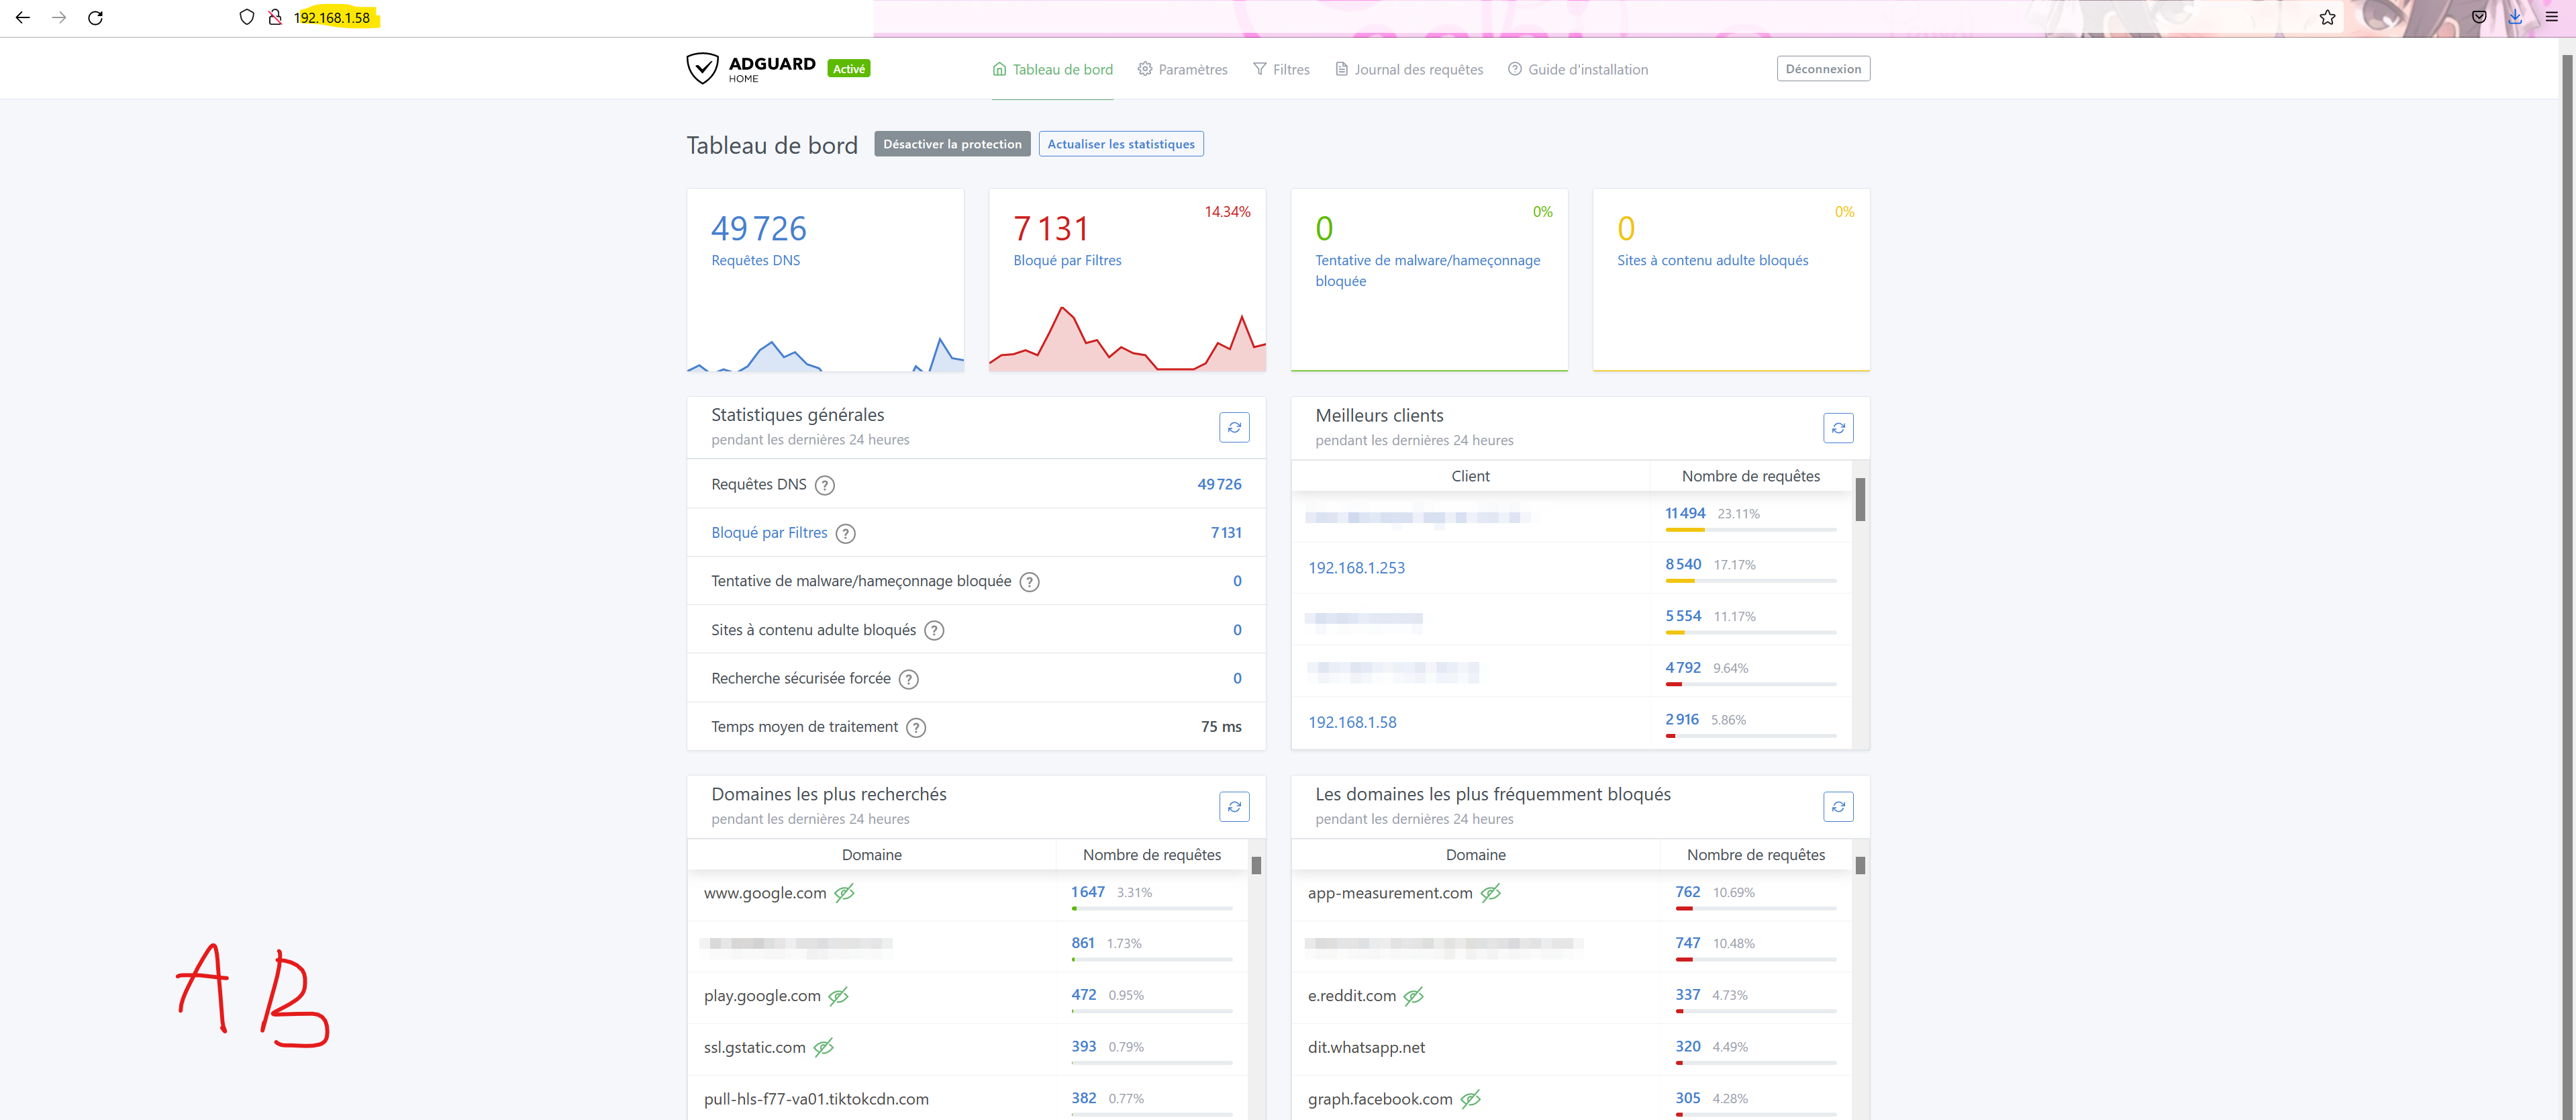 192.168.1.58
ADGUARD
HOME
Activé
Tableau de bord
Paramètres
Filtres
Journal des requêtes
Guide d'installation
Déconnexion
Tableau de bord
Désactiver la protection
Actualiser les statistiques
49 726
Requêtes DNS
14.34%
7 131
Bloqué par Filtres
0%
0
Tentative de malware/hameçonnage
bloquée
0%
0
Sites à contenu adulte bloqués
Statistiques générales
pendant les dernières 24 heures
Requêtes DNS ? 49 726
Bloqué par Filtres ? 7 131
Tentative de malware/hameçonnage bloquée ? 0
Sites à contenu adulte bloqués ? 0
Recherche sécurisée forcée ? 0
Temps moyen de traitement ? 75 ms
Meilleurs clients
pendant les dernières 24 heures
Client Nombre de requêtes
11 494 23.11%
192.168.1.253 8 540 17.17%
5 554 11.17%
4 792 9.64%
192.168.1.58 2 916 5.86%
Domaines les plus recherchés
pendant les dernières 24 heures
Domaine Nombre de requêtes
www.google.com 1 647 3.31%
861 1.73%
play.google.com 472 0.95%
ssl.gstatic.com 393 0.79%
pull-hls-f77-va01.tiktokcdn.com 382 0.77%
Les domaines les plus fréquemment bloqués
pendant les dernières 24 heures
Domaine Nombre de requêtes
app-measurement.com 762 10.69%
747 10.48%
e.reddit.com 337 4.73%
dit.whatsapp.net 320 4.49%
graph.facebook.com 305 4.28%
A B